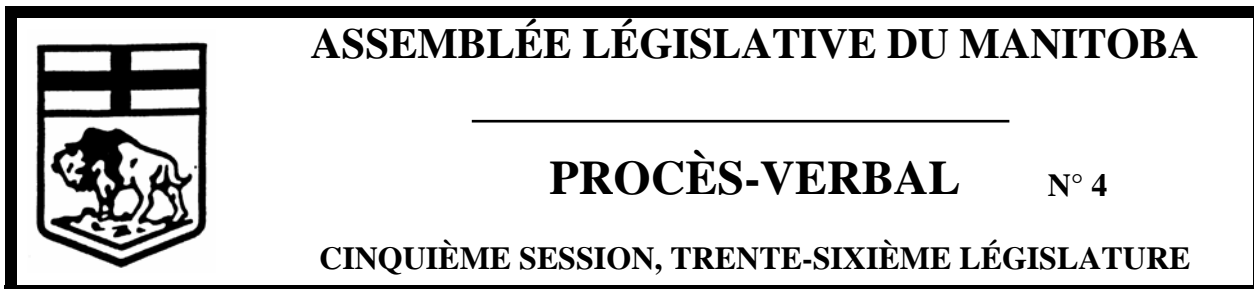 ASSEMBLÉE LÉGISLATIVE DU MANITOBA
PROCÈS-VERBAL N° 4
CINQUIÈME SESSION, TRENTE-SIXIÈME LÉGISLATURE